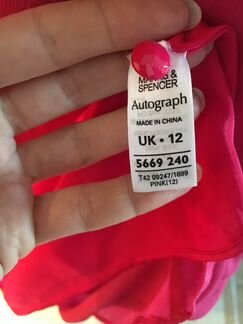 MARKS &
SPENCER
Autograph
MADE IN CHINA
UK • 12
5669 240
T42 09247/1899
PINK(12)